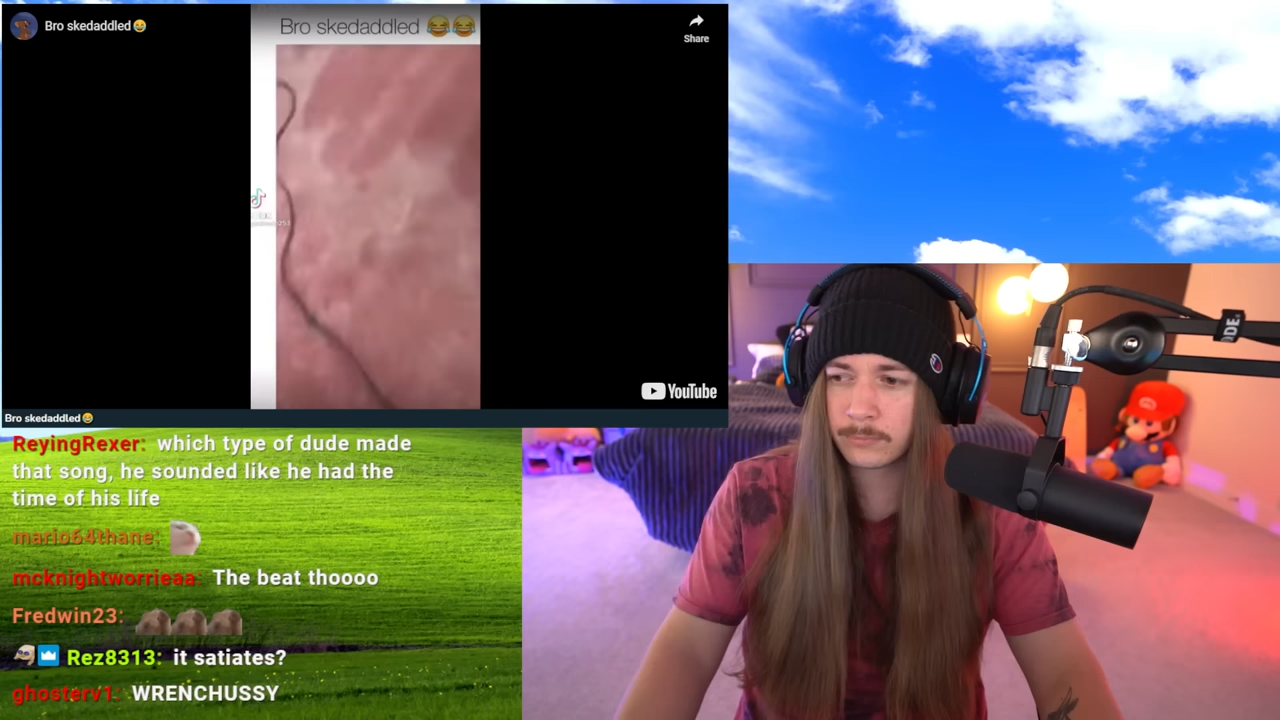 Bro skedaddled😂
Bro skedaddled 😂😂
Share
YouTube
Bro skedaddled😂
ReyingRexer: which type of dude made
that song, he sounded like he had the
time of his life
mario64thane:
mcknightworrieaa: The beat thoooo
Fredwin23:
Rez8313: it satiates?
ghosterv1: WRENCHUSSY